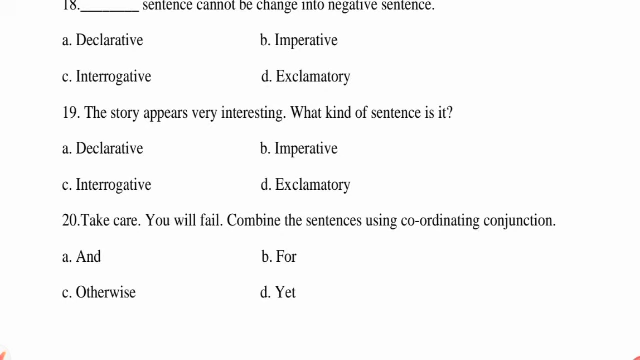 18.________ sentence cannot be change into negative sentence.
a. Declarative b. Imperative
c. Interrogative d. Exclamatory
19. The story appears very interesting. What kind of sentence is it?
a. Declarative b. Imperative
c. Interrogative d. Exclamatory
20.Take care. You will fail. Combine the sentences using co-ordinating conjunction.
a. And b. For
c. Otherwise d. Yet